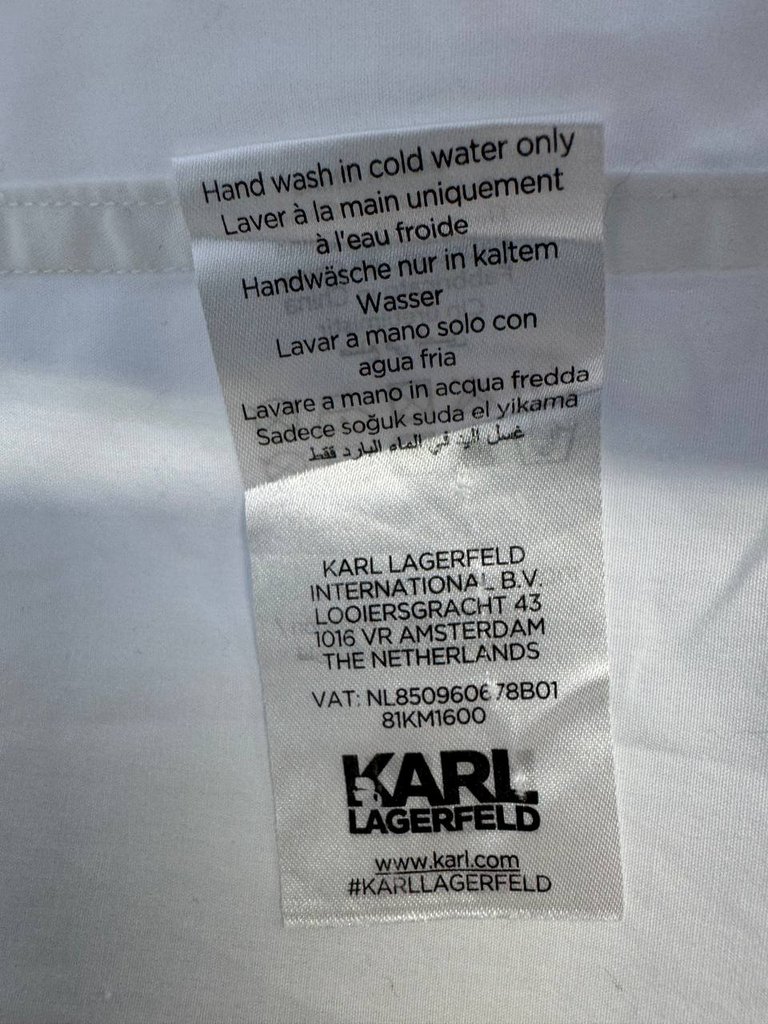 Hand wash in cold water only
Laver à la main uniquement
à l'eau froide
Handwäsche nur in kaltem
Wasser
Lavar a mano solo con
agua fria
Lavare a mano in acqua fredda
Sadece soğuk suda el yikama
غسل اليد في الماء البارد فقط
KARL LAGERFELD
INTERNATIONAL B.V.
LOOIERSGRACHT 43
1016 VR AMSTERDAM
THE NETHERLANDS
VAT: NL850960678B01
81KM1600
KARL
LAGERFELD
www.karl.com
#KARLLAGERFELD